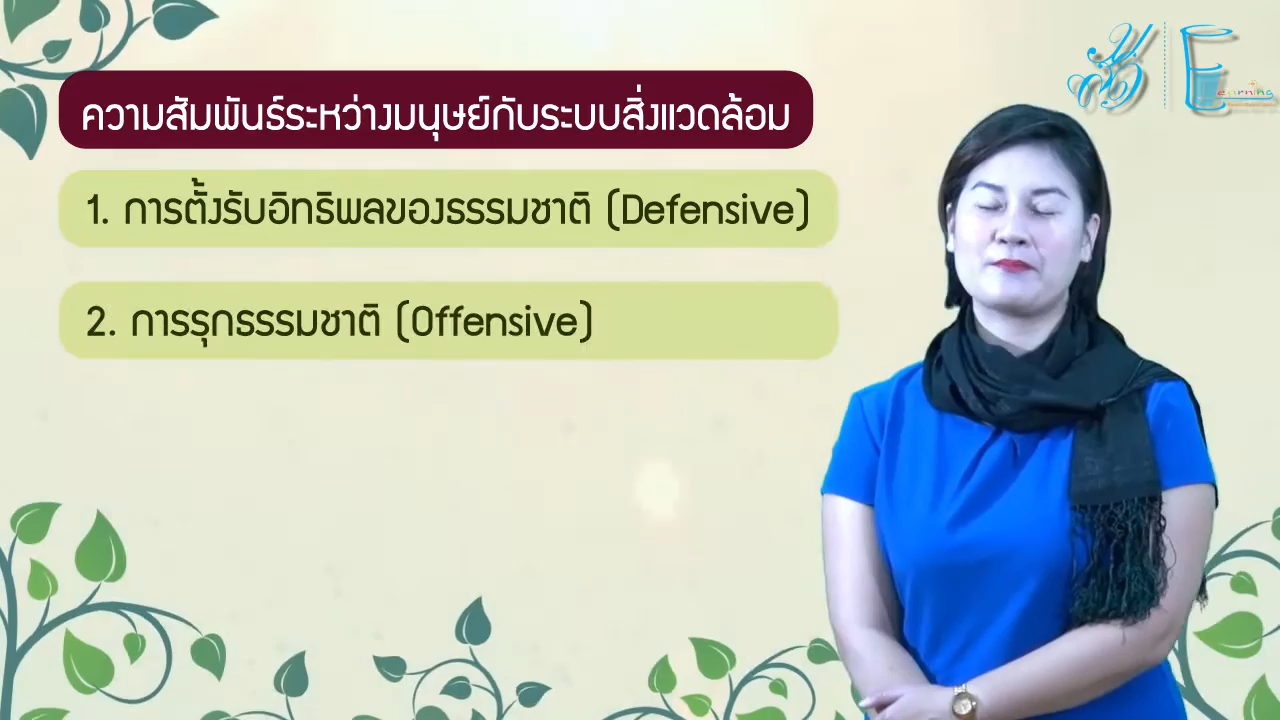 ความสัมพันธ์ระหว่างมนุษย์กับระบบสิ่งแวดล้อม
1. การตั้งรับอิทธิพลของธรรมชาติ (Defensive)
2. การรุกธรรมชาติ (Offensive)
Learning